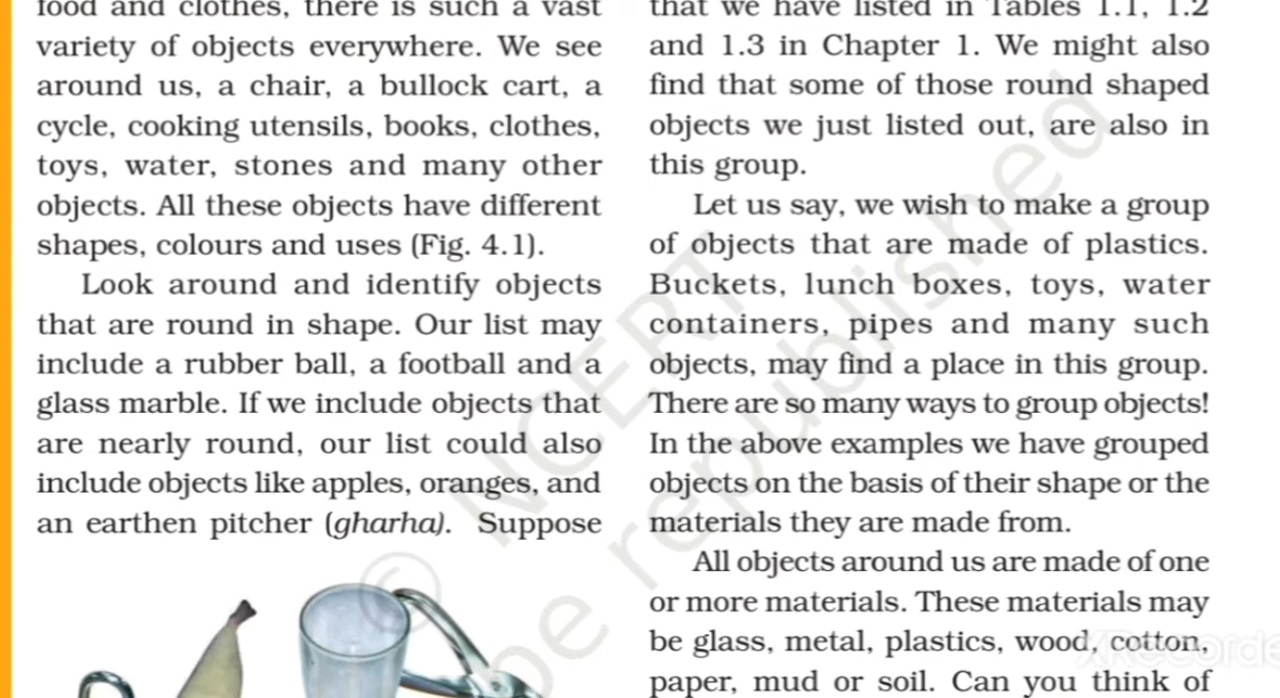 food and clothes, there is such a vast
variety of objects everywhere. We see
around us, a chair, a bullock cart, a
cycle, cooking utensils, books, clothes,
toys, water, stones and many other
objects. All these objects have different
shapes, colours and uses (Fig. 4.1).
Look around and identify objects
that are round in shape. Our list may
include a rubber ball, a football and a
glass marble. If we include objects that
are nearly round, our list could also
include objects like apples, oranges, and
an earthen pitcher (gharha). Suppose
that we have listed in Tables 1.1, 1.2
and 1.3 in Chapter 1. We might also
find that some of those round shaped
objects we just listed out, are also in
this group.
Let us say, we wish to make a group
of objects that are made of plastics.
Buckets, lunch boxes, toys, water
containers, pipes and many such
objects, may find a place in this group.
There are so many ways to group objects!
In the above examples we have grouped
objects on the basis of their shape or the
materials they are made from.
All objects around us are made of one
or more materials. These materials may
be glass, metal, plastics, wood, cotton,
paper, mud or soil. Can you think of
© NCERT
be republished
XRecorde